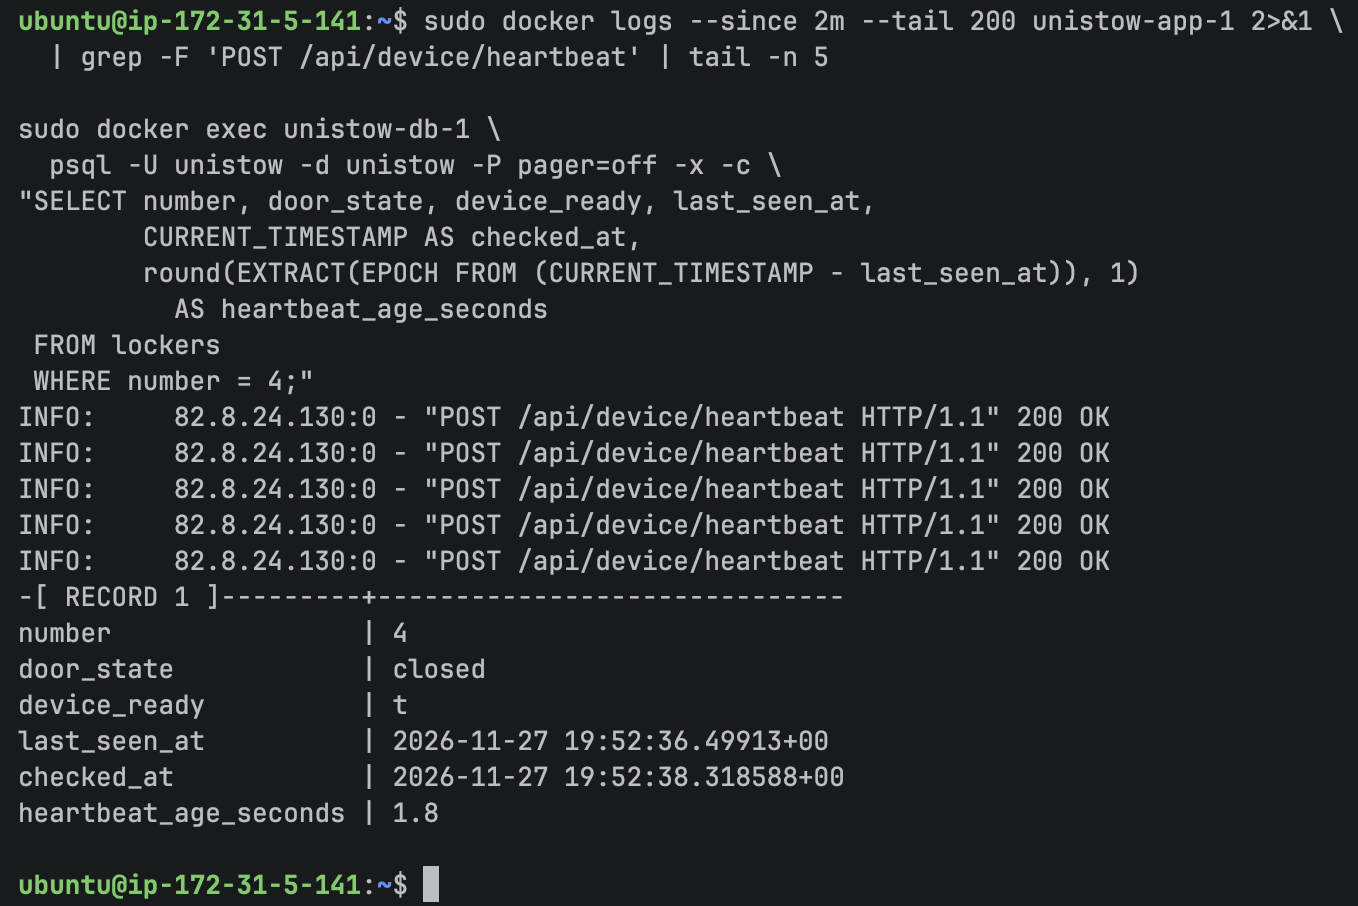 ubuntu@ip-172-31-5-141:~$ sudo docker logs --since 2m --tail 200 unistow-app-1 2>&1 \
  | grep -F 'POST /api/device/heartbeat' | tail -n 5

sudo docker exec unistow-db-1 \
  psql -U unistow -d unistow -P pager=off -x -c \
"SELECT number, door_state, device_ready, last_seen_at,
        CURRENT_TIMESTAMP AS checked_at,
        round(EXTRACT(EPOCH FROM (CURRENT_TIMESTAMP - last_seen_at)), 1)
          AS heartbeat_age_seconds
 FROM lockers
 WHERE number = 4;"
INFO:     82.8.24.130:0 - "POST /api/device/heartbeat HTTP/1.1" 200 OK
INFO:     82.8.24.130:0 - "POST /api/device/heartbeat HTTP/1.1" 200 OK
INFO:     82.8.24.130:0 - "POST /api/device/heartbeat HTTP/1.1" 200 OK
INFO:     82.8.24.130:0 - "POST /api/device/heartbeat HTTP/1.1" 200 OK
INFO:     82.8.24.130:0 - "POST /api/device/heartbeat HTTP/1.1" 200 OK
-[ RECORD 1 ]---------+------------------------------
number                | 4
door_state            | closed
device_ready          | t
last_seen_at          | 2026-11-27 19:52:36.49913+00
checked_at            | 2026-11-27 19:52:38.318588+00
heartbeat_age_seconds | 1.8

ubuntu@ip-172-31-5-141:~$